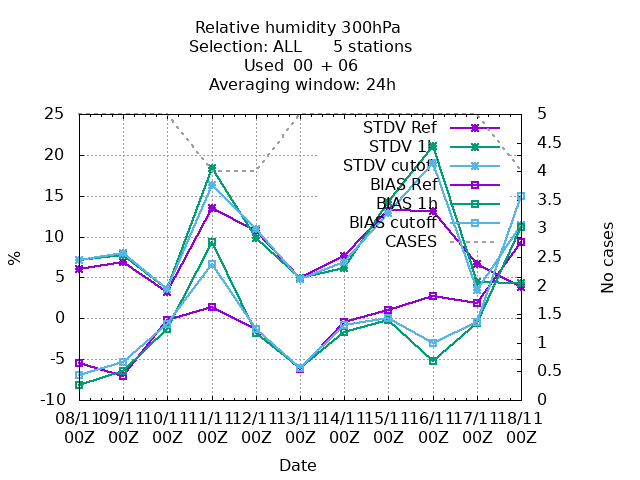 Relative humidity 300hPa
Selection: ALL 5 stations
Used 00 + 06
Averaging window: 24h
25
20
15
10
5
0
-5
-10
%
5
4.5
4
3.5
3
2.5
2
1.5
1
0.5
0
No cases
STDV Ref
STDV 1h
STDV cutoff
BIAS Ref
BIAS 1h
BIAS cutoff
CASES
08/11 09/11 10/11 11/11 12/11 13/11 14/11 15/11 16/11 17/11 18/11
00Z 00Z 00Z 00Z 00Z 00Z 00Z 00Z 00Z 00Z 00Z
Date